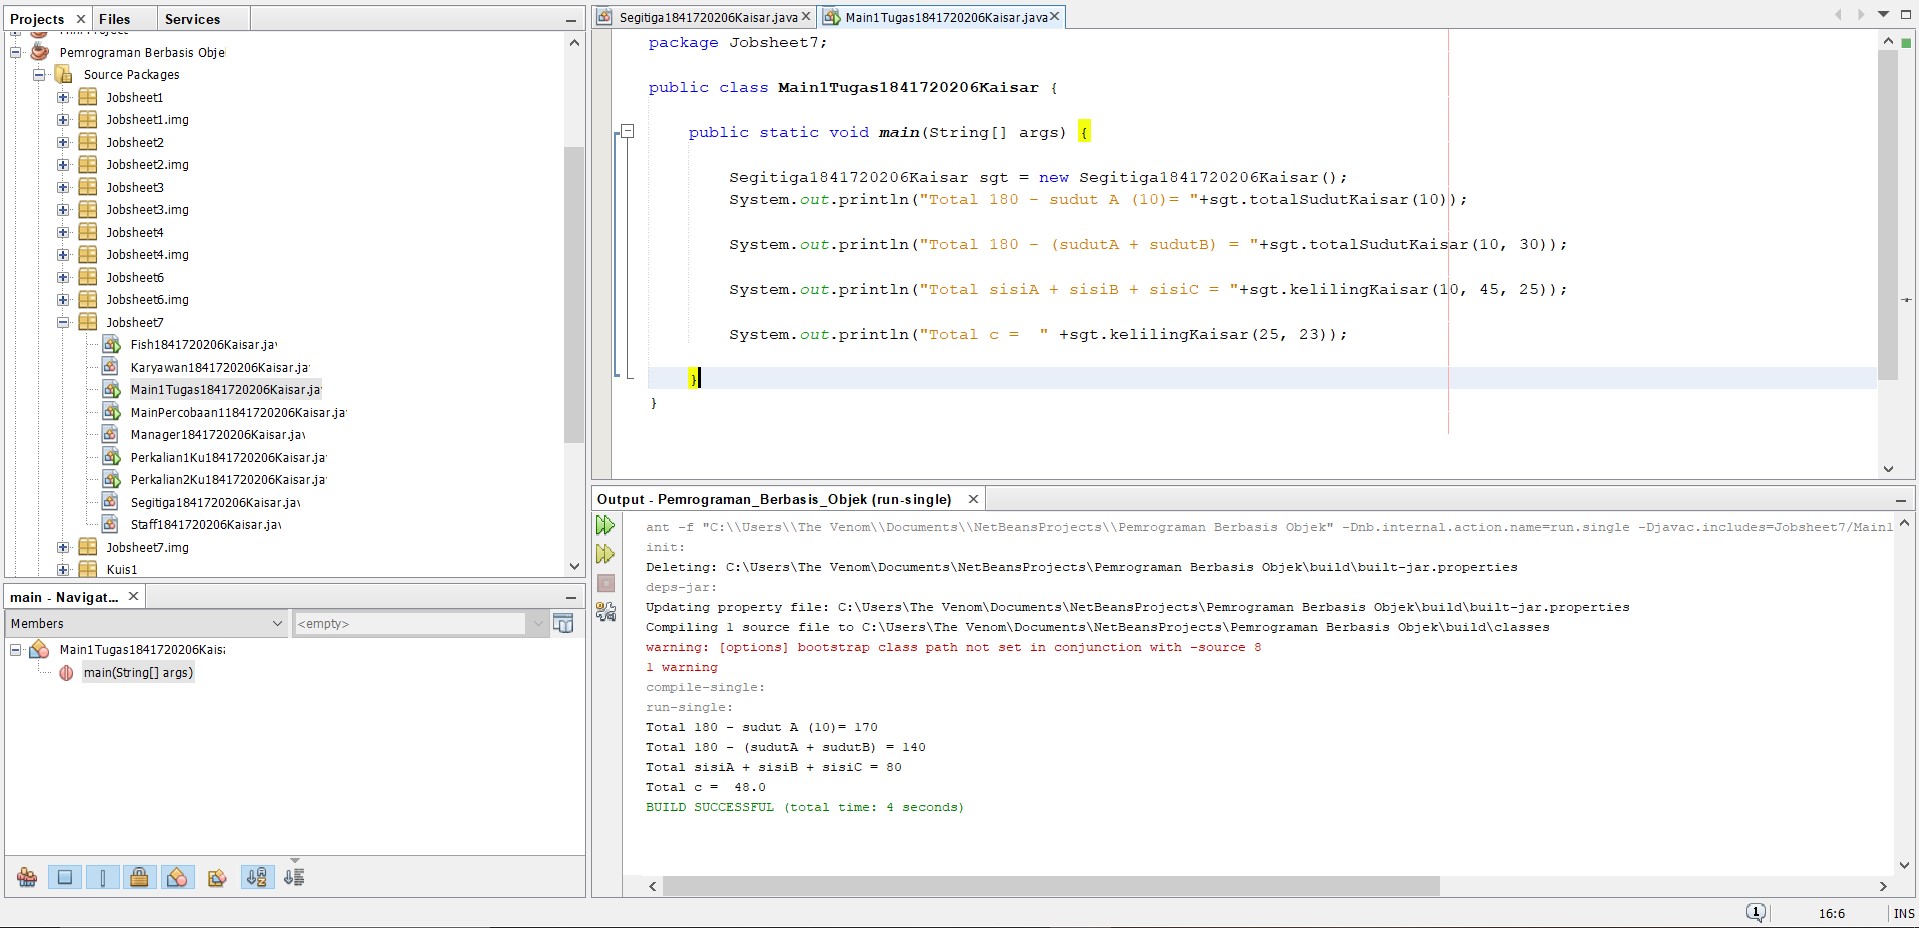 Projects
Files
Services
Pemrograman Berbasis Obje
Source Packages
Jobsheet1
Jobsheet1.img
Jobsheet2
Jobsheet2.img
Jobsheet3
Jobsheet3.img
Jobsheet4
Jobsheet4.img
Jobsheet6
Jobsheet6.img
Jobsheet7
Fish1841720206Kaisar.jav
Karyawan1841720206Kaisar.ja
Main1Tugas1841720206Kaisar.ja
MainPercobaan11841720206Kaisar.ja
Manager1841720206Kaisar.jav
Perkalian1Ku1841720206Kaisar.ja
Perkalian2Ku1841720206Kaisar.ja
Segitiga1841720206Kaisar.jav
Staff1841720206Kaisar.jav
Jobsheet7.img
Kuis1
main - Navigat...
Members
<empty>
Main1Tugas1841720206Kais
main(String[] args)
Segitiga1841720206Kaisar.java
Main1Tugas1841720206Kaisar.java
package Jobsheet7;
public class Main1Tugas1841720206Kaisar {
public static void main(String[] args) {
Segitiga1841720206Kaisar sgt = new Segitiga1841720206Kaisar();
System.out.println("Total 180 - sudut A (10)= "+sgt.totalSudutKaisar(10));
System.out.println("Total 180 - (sudutA + sudutB) = "+sgt.totalSudutKaisar(10, 30));
System.out.println("Total sisiA + sisiB + sisiC = "+sgt.kelilingKaisar(10, 45, 25));
System.out.println("Total c =  " +sgt.kelilingKaisar(25, 23));
}
}
Output - Pemrograman_Berbasis_Objek (run-single)
ant -f "C:\\Users\\The Venom\\Documents\\NetBeansProjects\\Pemrograman Berbasis Objek" -Dnb.internal.action.name=run.single -Djavac.includes=Jobsheet7/Main1
init:
Deleting: C:\Users\The Venom\Documents\NetBeansProjects\Pemrograman Berbasis Objek\build\built-jar.properties
deps-jar:
Updating property file: C:\Users\The Venom\Documents\NetBeansProjects\Pemrograman Berbasis Objek\build\built-jar.properties
Compiling 1 source file to C:\Users\The Venom\Documents\NetBeansProjects\Pemrograman Berbasis Objek\build\classes
warning: [options] bootstrap class path not set in conjunction with -source 8
1 warning
compile-single:
run-single:
Total 180 - sudut A (10)= 170
Total 180 - (sudutA + sudutB) = 140
Total sisiA + sisiB + sisiC = 80
Total c =  48.0
BUILD SUCCESSFUL (total time: 4 seconds)
1
16:6
INS